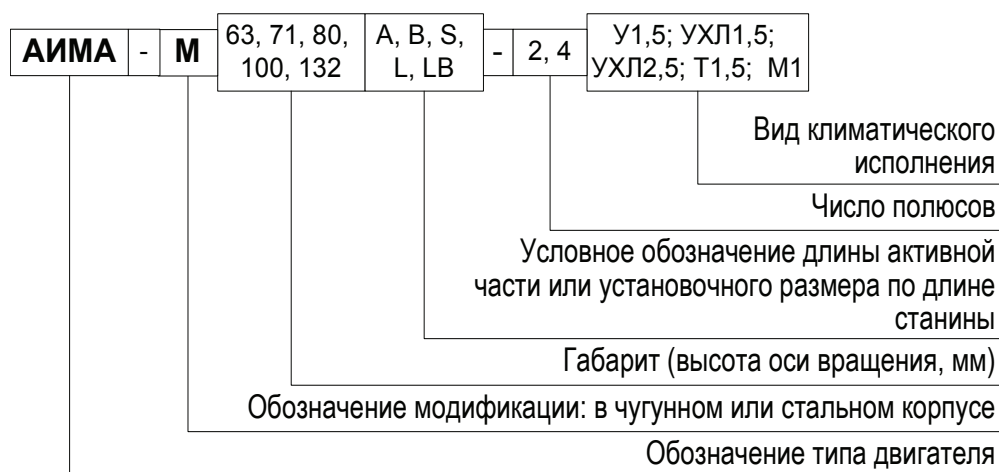 АИМА - М 63, 71, 80, 100, 132 A, B, S, L, LB - 2, 4 У1,5; УХЛ1,5; УХЛ2,5; Т1,5; М1
Вид климатического
исполнения
Число полюсов
Условное обозначение длины активной
части или установочного размера по длине
станины
Габарит (высота оси вращения, мм)
Обозначение модификации: в чугунном или стальном корпусе
Обозначение типа двигателя